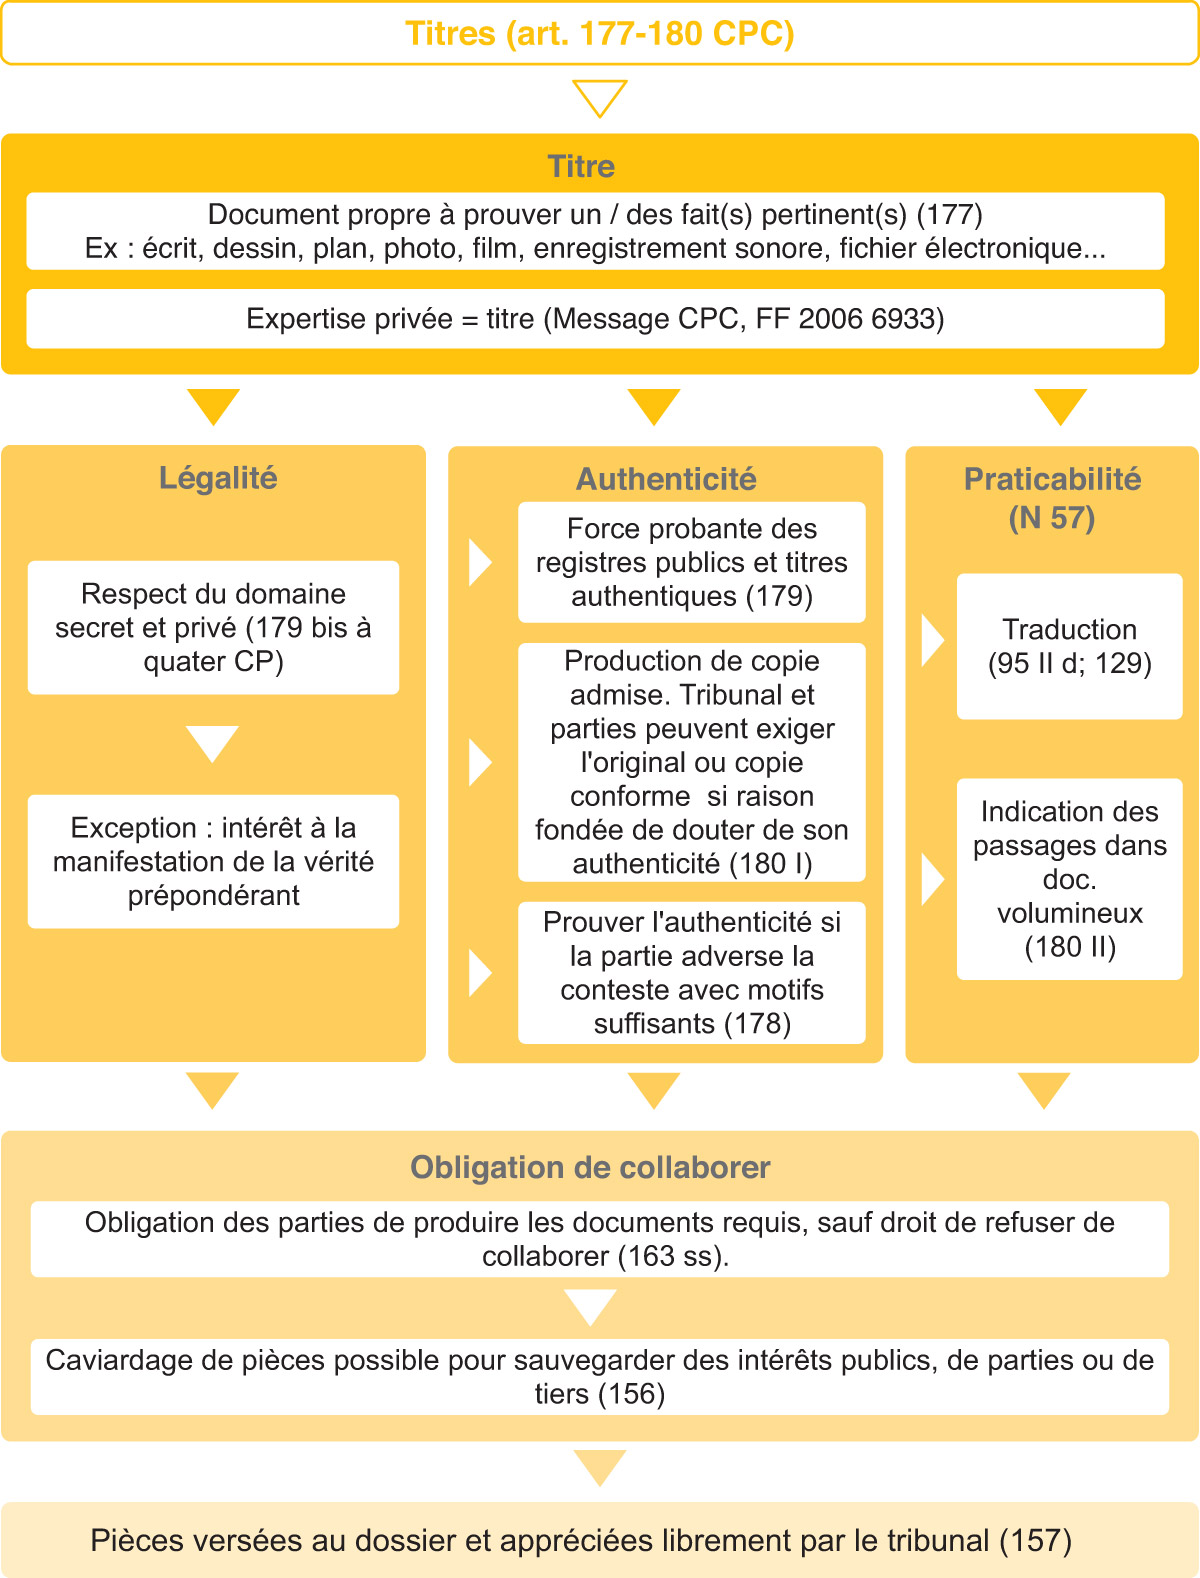 Titres (art. 177-180 CPC)
Titre
Document propre à prouver un / des fait(s) pertinent(s) (177)
Ex : écrit, dessin, plan, photo, film, enregistrement sonore, fichier électronique...
Expertise privée = titre (Message CPC, FF 2006 6933)
Légalité
Respect du domaine
secret et privé (179 bis à
quater CP)
Exception : intérêt à la
manifestation de la vérité
prépondérant
Authenticité
Force probante des
registres publics et titres
authentiques (179)
Production de copie
admise. Tribunal et
parties peuvent exiger
l'original ou copie
conforme  si raison
fondée de douter de son
authenticité (180 I)
Prouver l'authenticité si
la partie adverse la
conteste avec motifs
suffisants (178)
Praticabilité
(N 57)
Traduction
(95 II d; 129)
Indication des
passages dans
doc.
volumineux
(180 II)
Obligation de collaborer
Obligation des parties de produire les documents requis, sauf droit de refuser de
collaborer (163 ss).
Caviardage de pièces possible pour sauvegarder des intérêts publics, de parties ou de
tiers (156)
Pièces versées au dossier et appréciées librement par le tribunal (157)